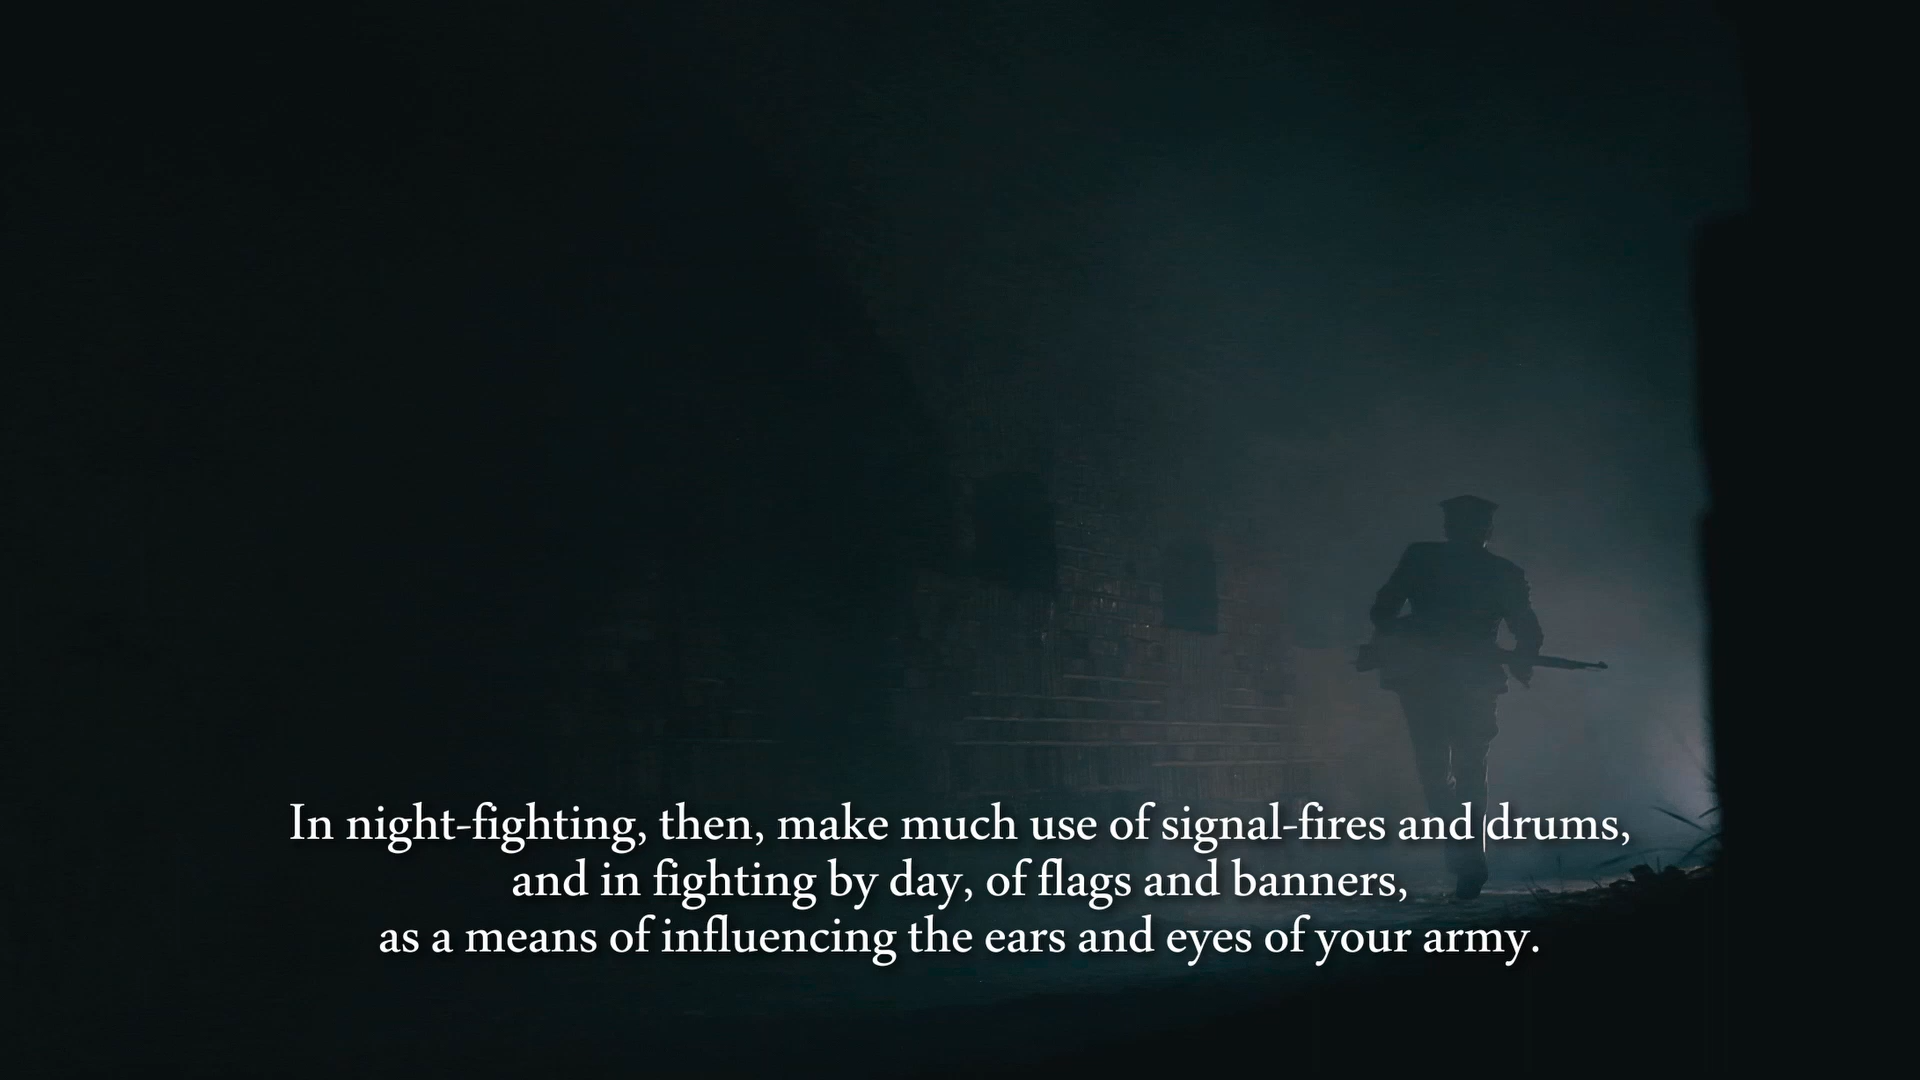 In night-fighting, then, make much use of signal-fires and drums,
and in fighting by day, of flags and banners,
as a means of influencing the ears and eyes of your army.